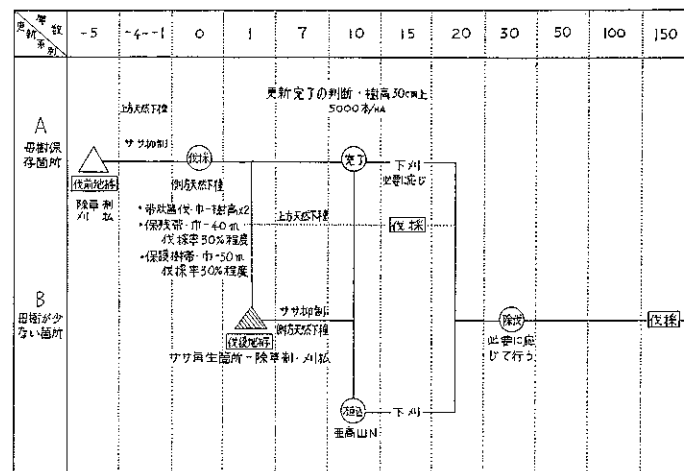 年数
更新系列
-5
-4--1
0
1
7
10
15
20
30
50
100
150
更新完了の判断・樹高30cm上
5000本/HA
上方天然下種
A
母樹保
存箇所
ササ抑制
伐採
完了
下刈
必要に応じ
伐前地拵
除草剤
刈払
側方天然下種
•帯状皆伐-巾-樹高x2
•保残帯-巾-40m
伐採率30%程度
•保護樹帯-巾-50m
伐採率30%程度
上方天然下種
伐採
B
母樹が少
ない箇所
ササ抑制
側方天然下種
伐後地拵
ササ再生箇所-除草剤・刈払
除伐
必要に応
じて行う
伐採
植込
下刈
亜高山N